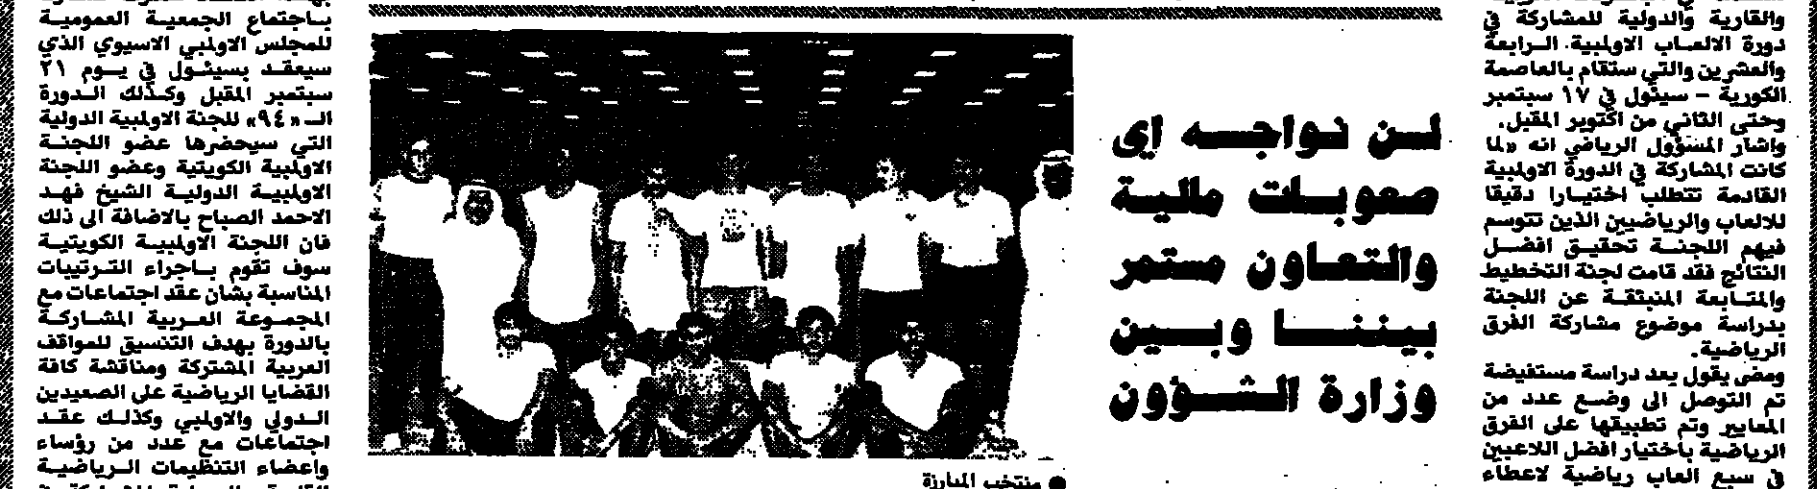 والقارية والدولية للمشاركة في
دورة الالعاب الاولمبية الرابعة
والعشرين والتي ستقام بالعاصمة
الكورية - سيئول في ١٧ سبتمبر
وحتى الثاني من اكتوبر المقبل.
واشار المسؤول الرياضي انه «لما
كانت المشاركة في الدورة الاولمبية
القادمة تتطلب اختيارا دقيقا
للالعاب والرياضيين الذين تتوسم
فيهم اللجنة تحقيق افضل
النتائج فقد قامت لجنة التخطيط
والمتابعة المنبثقة عن اللجنة
بدراسة موضوع مشاركة الفرق
الرياضية.
ومضى يقول بعد دراسة مستفيضة
تم التوصل الى وضع عدد من
المعايير وتم تطبيقها على الفرق
الرياضية باختيار افضل اللاعبين
في سبع العاب رياضية لاعطاء
لن نواجه اى
صعوبات مالية
والتعاون مستمر
بيننا وبين
وزارة الشؤون
● منتخب المبارزة
باجتماع الجمعية العمومية
للمجلس الاولمبي الاسيوي الذي
سيعقد بسيئول في يوم ٢١
سبتمبر المقبل وكذلك الدورة
الـ «٩٤» للجنة الاولمبية الدولية
التي سيحضرها عضو اللجنة
الاولمبية الكويتية وعضو اللجنة
الاولمبية الدولية الشيخ فهد
الاحمد الصباح بالاضافة الى ذلك
فان اللجنة الاولمبية الكويتية
سوف تقوم باجراء الترتيبات
المناسبة بشان عقد اجتماعات مع
المجموعة العربية المشاركة
بالدورة بهدف التنسيق للمواقف
العربية المشتركة ومناقشة كافة
القضايا الرياضية على الصعيدين
الدولي والاولمبي وكذلك عقد
اجتماعات مع عدد من رؤساء
واعضاء التنظيمات الرياضية